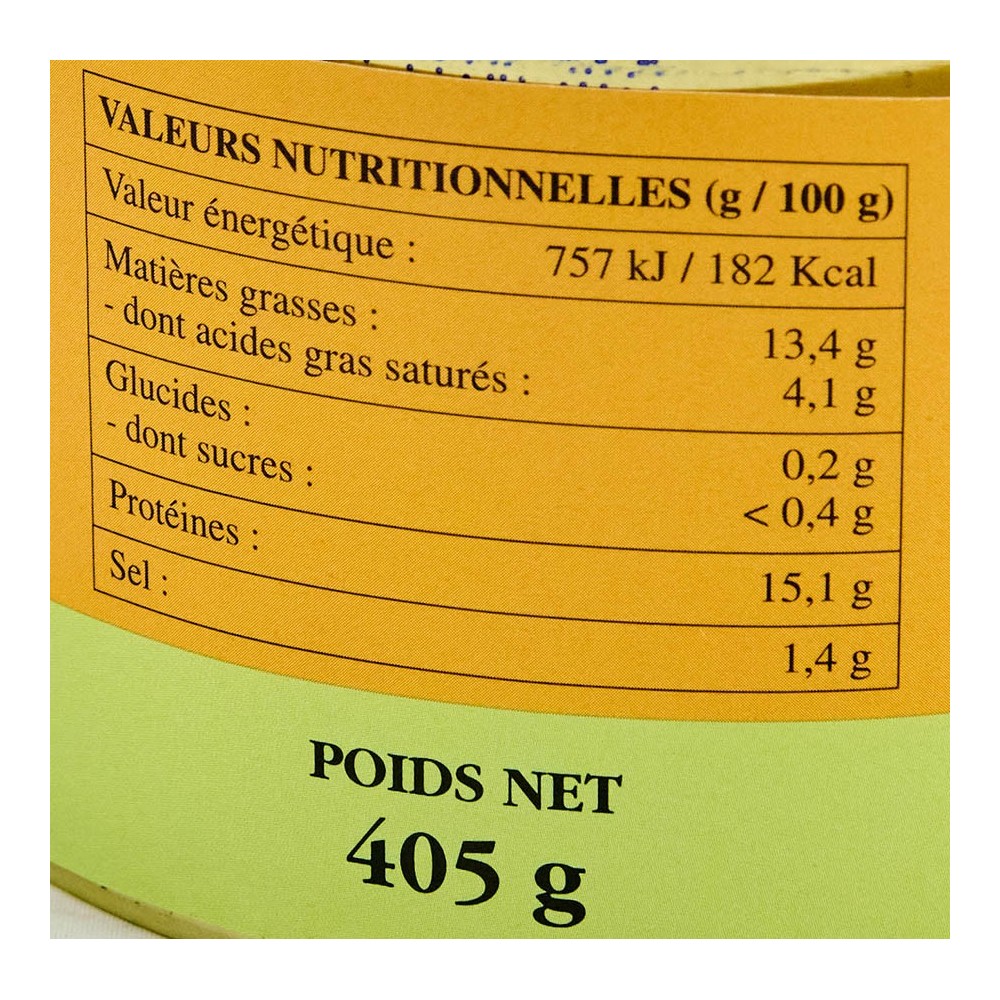 VALEURS NUTRITIONNELLES (g / 100 g)
Valeur énergétique : 757 kJ / 182 Kcal
Matières grasses : 13,4 g
- dont acides gras saturés : 4,1 g
Glucides : 0,2 g
- dont sucres : < 0,4 g
Protéines : 15,1 g
Sel : 1,4 g
POIDS NET
405 g